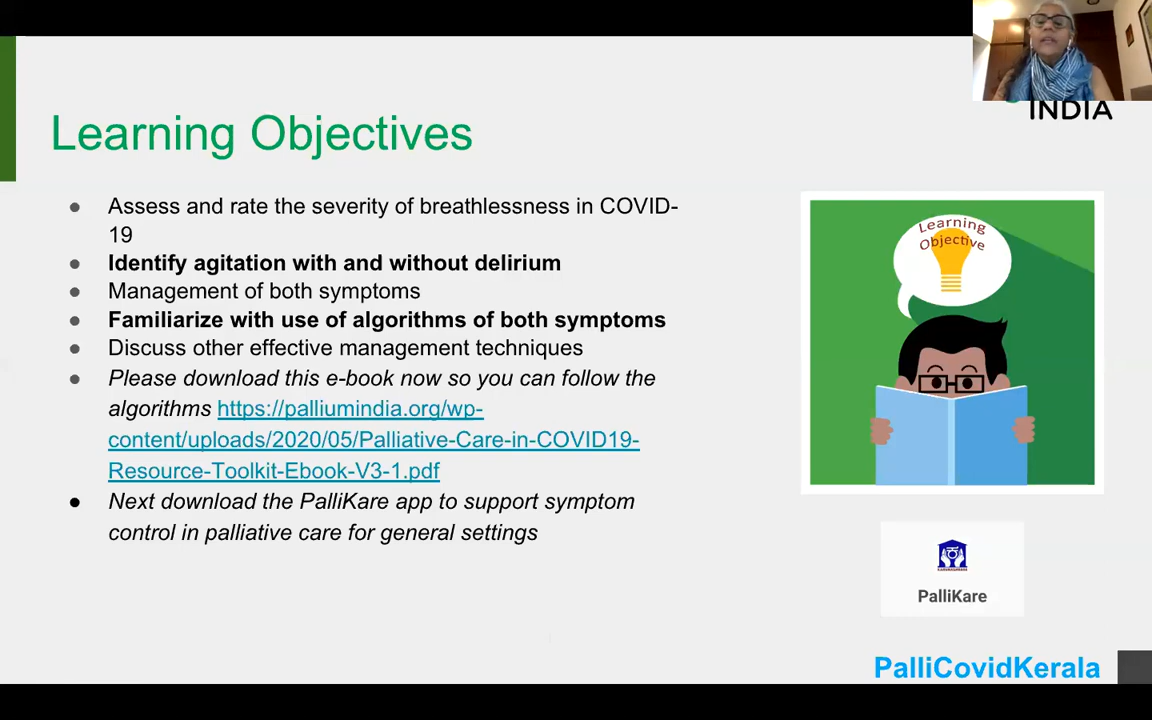 INDIA
Learning Objectives
Assess and rate the severity of breathlessness in COVID-
19
Identify agitation with and without delirium
Management of both symptoms
Familiarize with use of algorithms of both symptoms
Discuss other effective management techniques
Please download this e-book now so you can follow the
algorithms https://palliumindia.org/wp-
content/uploads/2020/05/Palliative-Care-in-COVID19-
Resource-Toolkit-Ebook-V3-1.pdf
Next download the PalliKare app to support symptom
control in palliative care for general settings
Learning
Objective
PalliKare
PalliCovidKerala